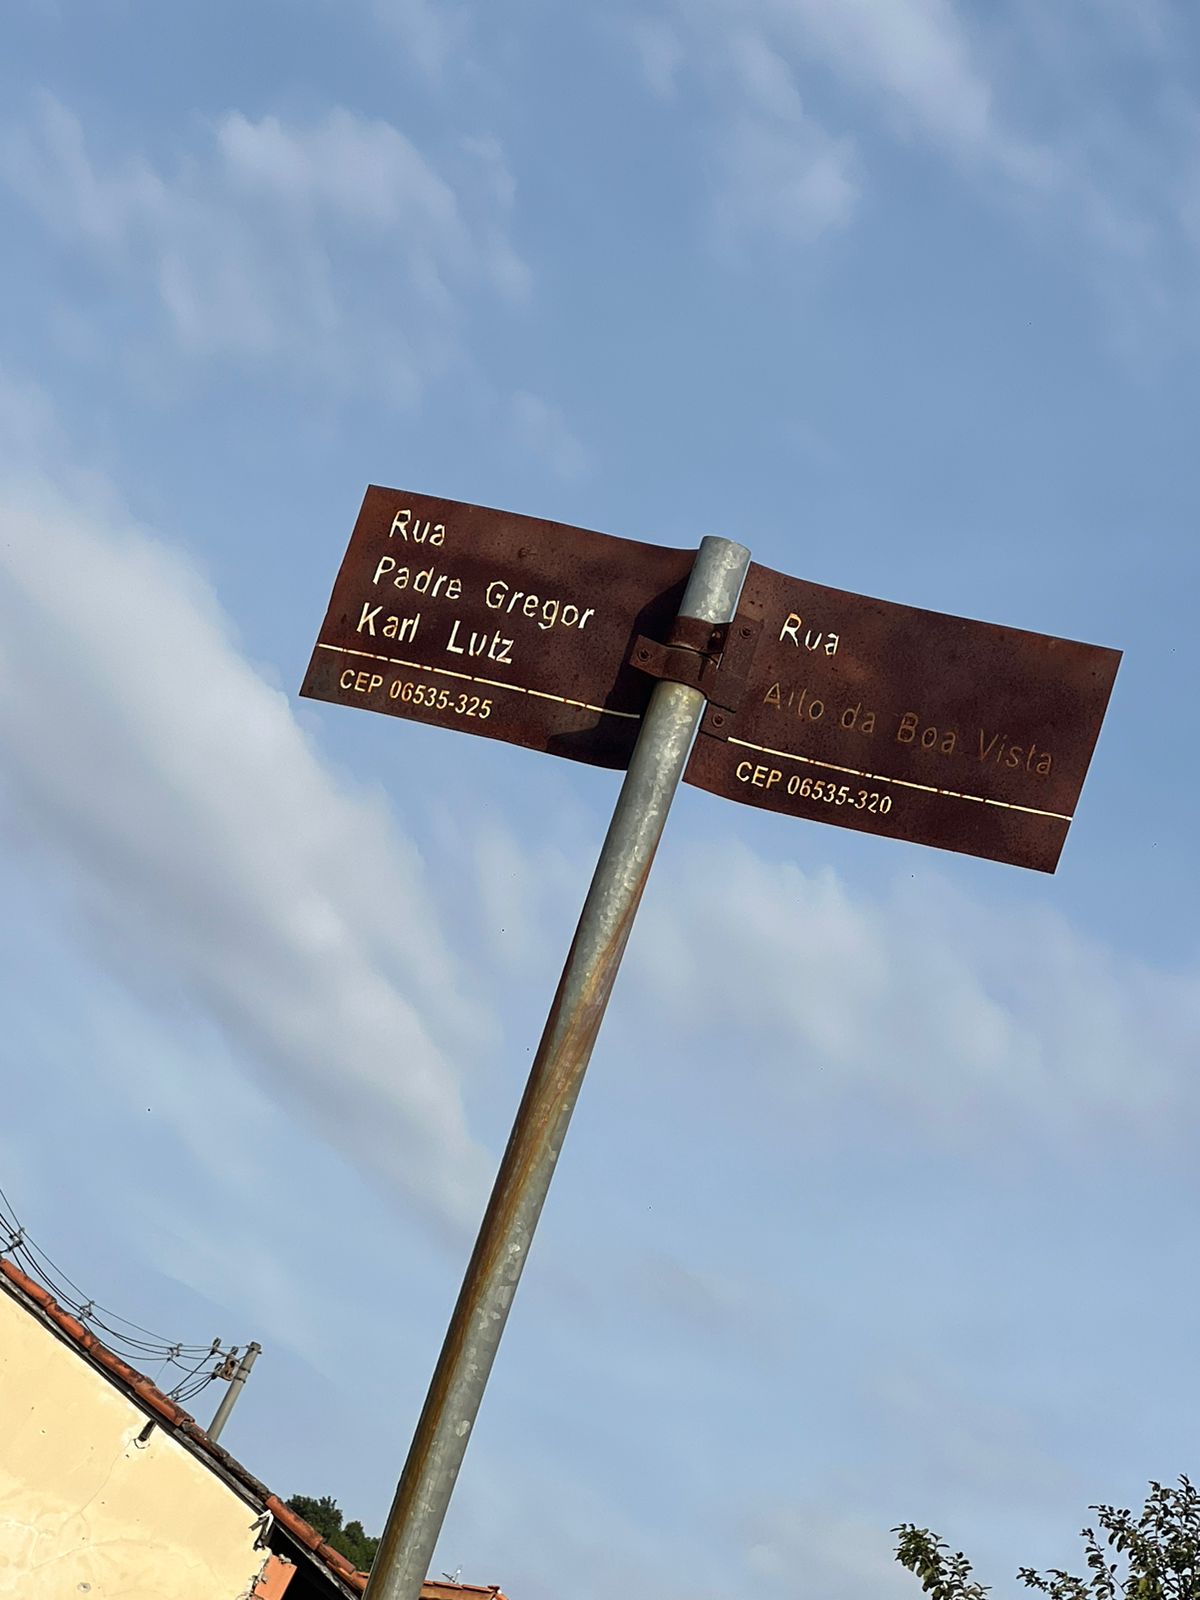 Rua
Padre Gregor
Karl Lutz
CEP 06535-325
Rua
Alto da Boa Vista
CEP 06535-320